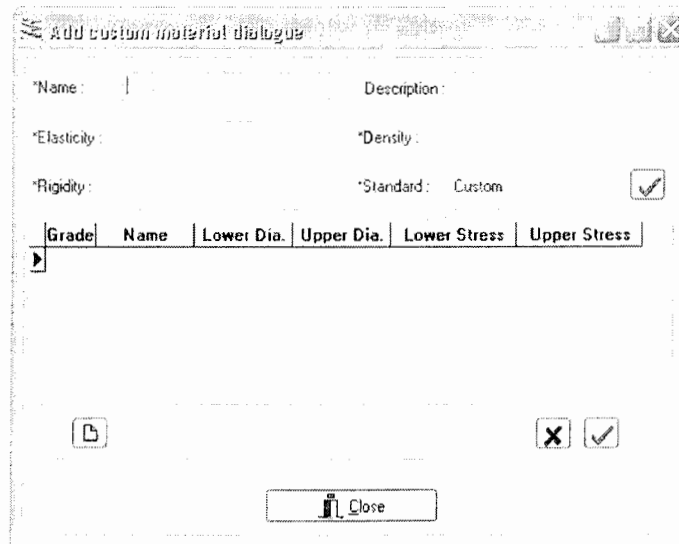 Add custom material dialogue
*Name : Description :
*Elasticity : *Density :
*Rigidity : *Standard : Custom
Grade Name Lower Dia. Upper Dia. Lower Stress Upper Stress
Close